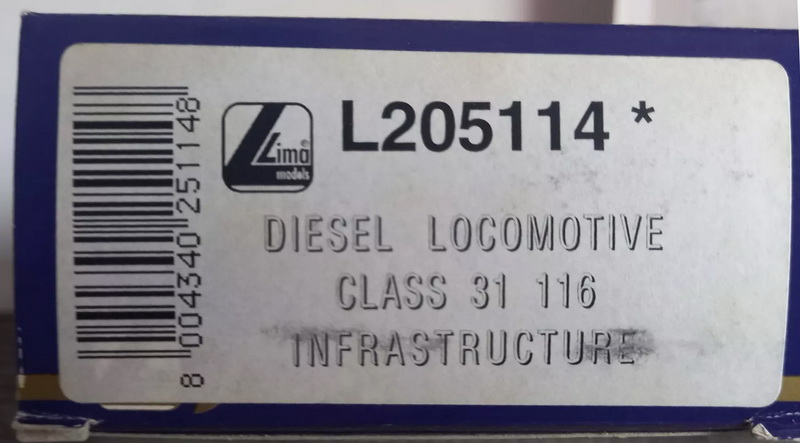 Lima®
models
L205114 *
DIESEL LOCOMOTIVE
CLASS 31 116
INFRASTRUCTURE
8 004340 251148